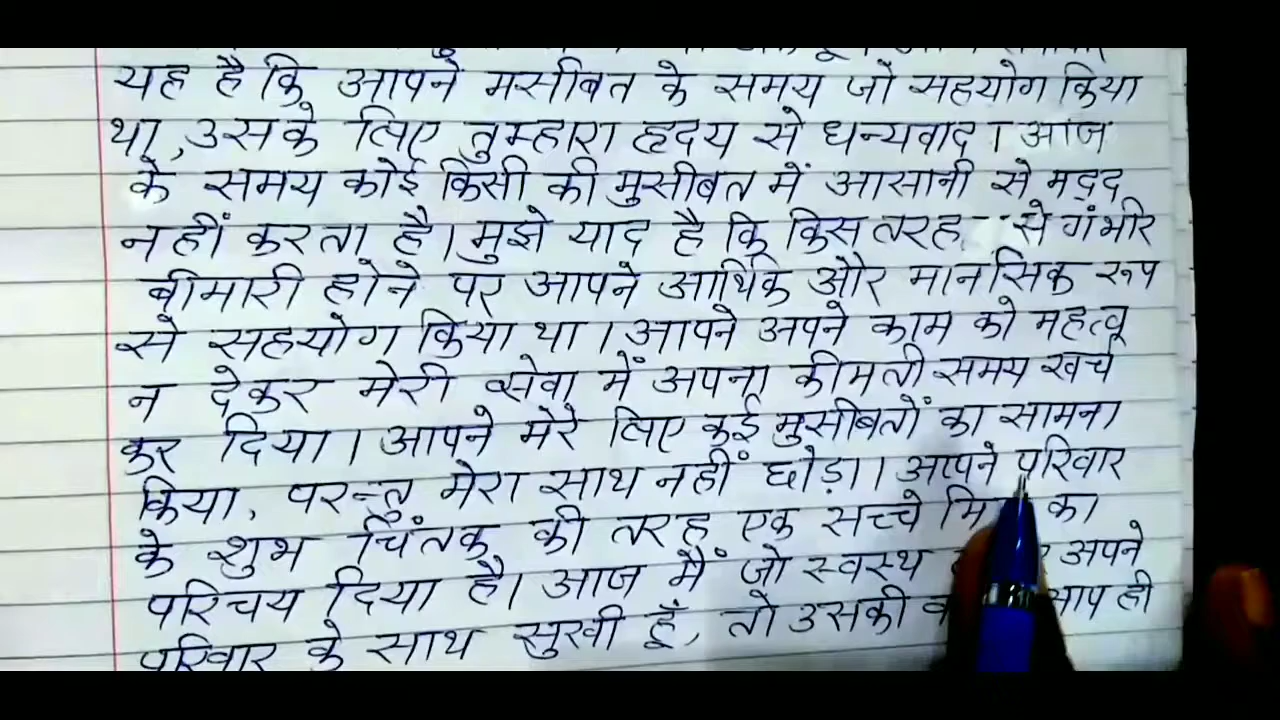 यह है कि आपने मसीबत के समय जो सहयोग किया
था, उसके लिए तुम्हारा हृदय से धन्यवाद । आज
के समय कोई किसी की मुसीबत में आसानी से मदद
नहीं करता है। मुझे याद है कि किस तरह से गंभीर
बीमारी होने पर आपने आर्थिक और मानसिक रूप
से सहयोग किया था । आपने अपने काम को महत्व
न देकर मेरी सेवा में अपना कीमती समय खर्च
कर दिया । आपने मेरे लिए कई मुसीबतों का सामना
किया, परन्तु मेरा साथ नहीं छोड़ा । आपने परिवार
के शुभ चिंतक की तरह एक सच्चे का
परिचय दिया है। आज मैं जो स्वस्थ अपने
परिवार के साथ सुखी हूँ, तो उसकी आप ही